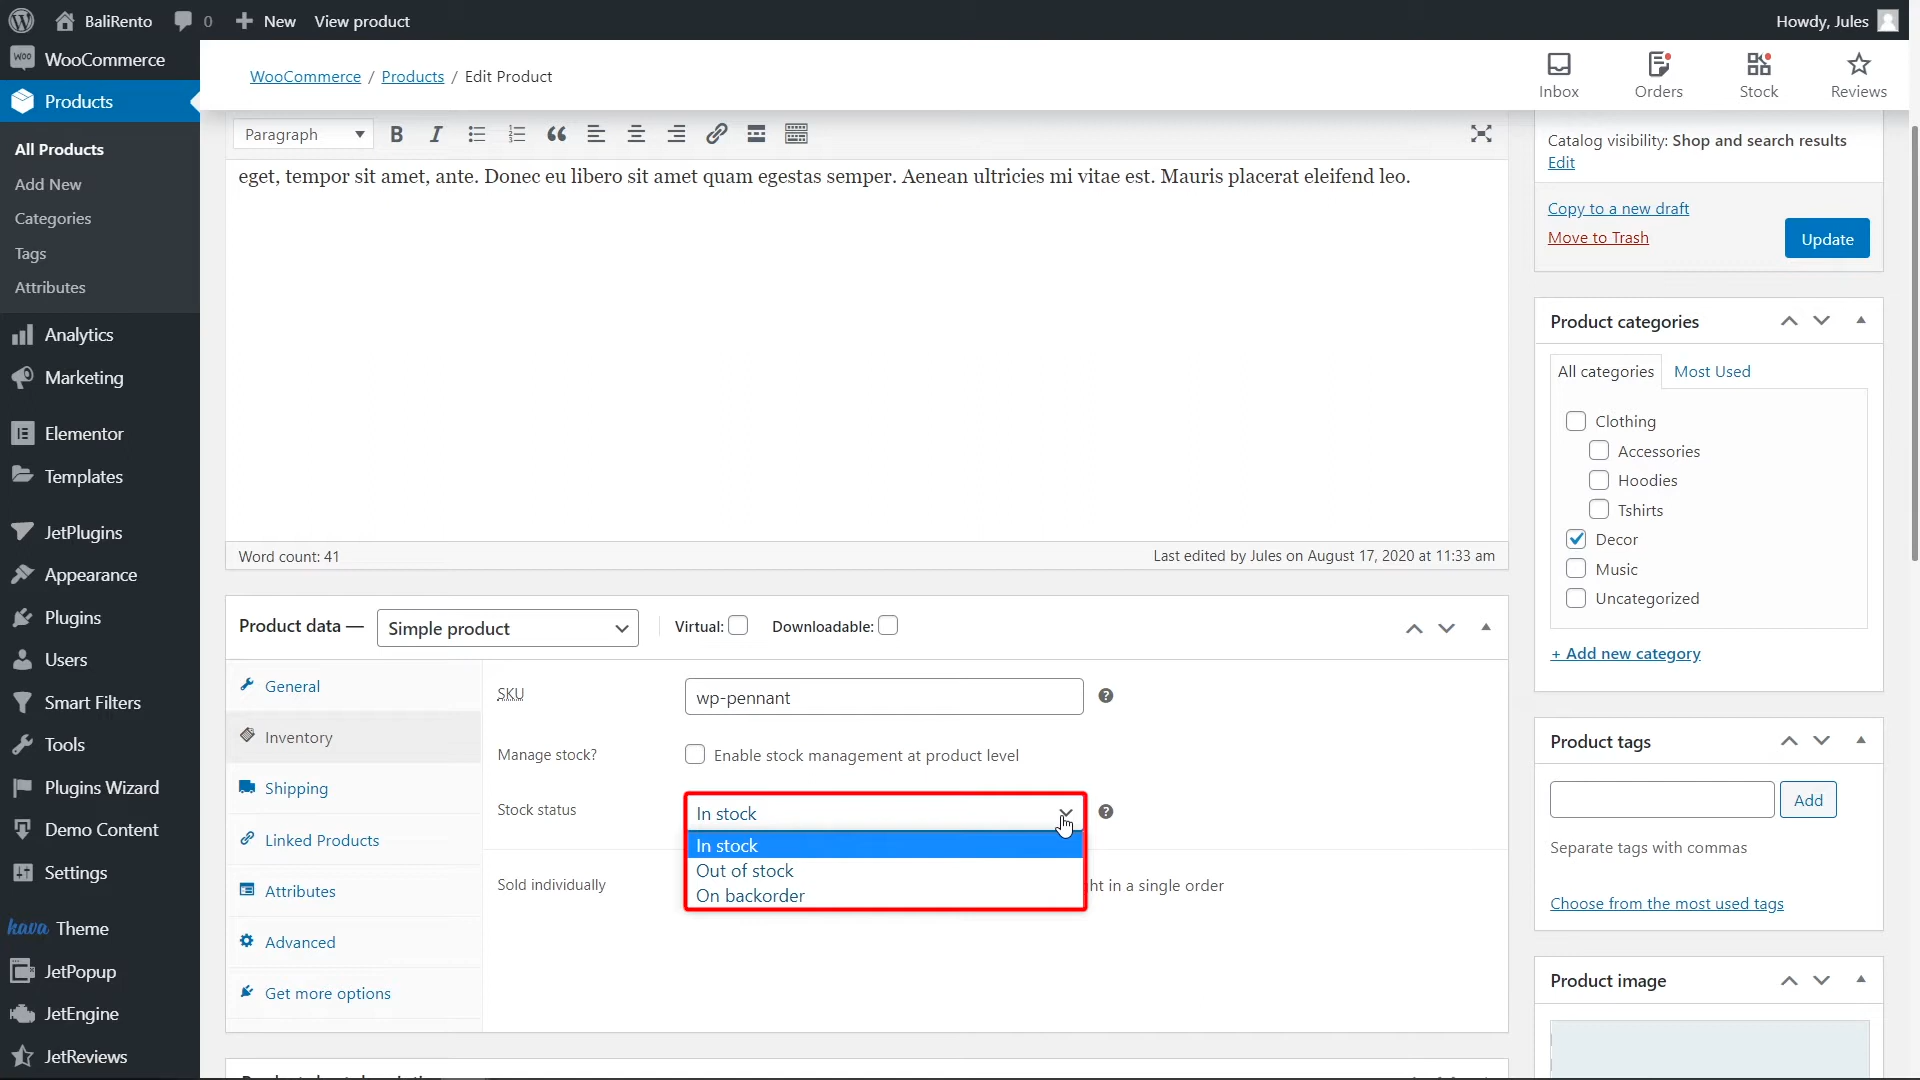 BaliRento 0 New View product Howdy, Jules
WooCommerce
Products
All Products
Add New
Categories
Tags
Attributes
Analytics
Marketing
Elementor
Templates
JetPlugins
Appearance
Plugins
Users
Smart Filters
Tools
Plugins Wizard
Demo Content
Settings
kava Theme
JetPopup
JetEngine
JetReviews
WooCommerce / Products / Edit Product
Inbox Orders Stock Reviews
Paragraph
eget, tempor sit amet, ante. Donec eu libero sit amet quam egestas semper. Aenean ultricies mi vitae est. Mauris placerat eleifend leo.
Word count: 41 Last edited by Jules on August 17, 2020 at 11:33 am
Product data — Simple product Virtual: Downloadable:
General
Inventory
Shipping
Linked Products
Attributes
Advanced
Get more options
SKU wp-pennant
Manage stock? Enable stock management at product level
Stock status In stock
In stock
Out of stock
On backorder
Sold individually ht in a single order
Catalog visibility: Shop and search results
Edit
Copy to a new draft
Move to Trash
Update
Product categories
All categories Most Used
Clothing
Accessories
Hoodies
Tshirts
Decor
Music
Uncategorized
+ Add new category
Product tags
Add
Separate tags with commas
Choose from the most used tags
Product image